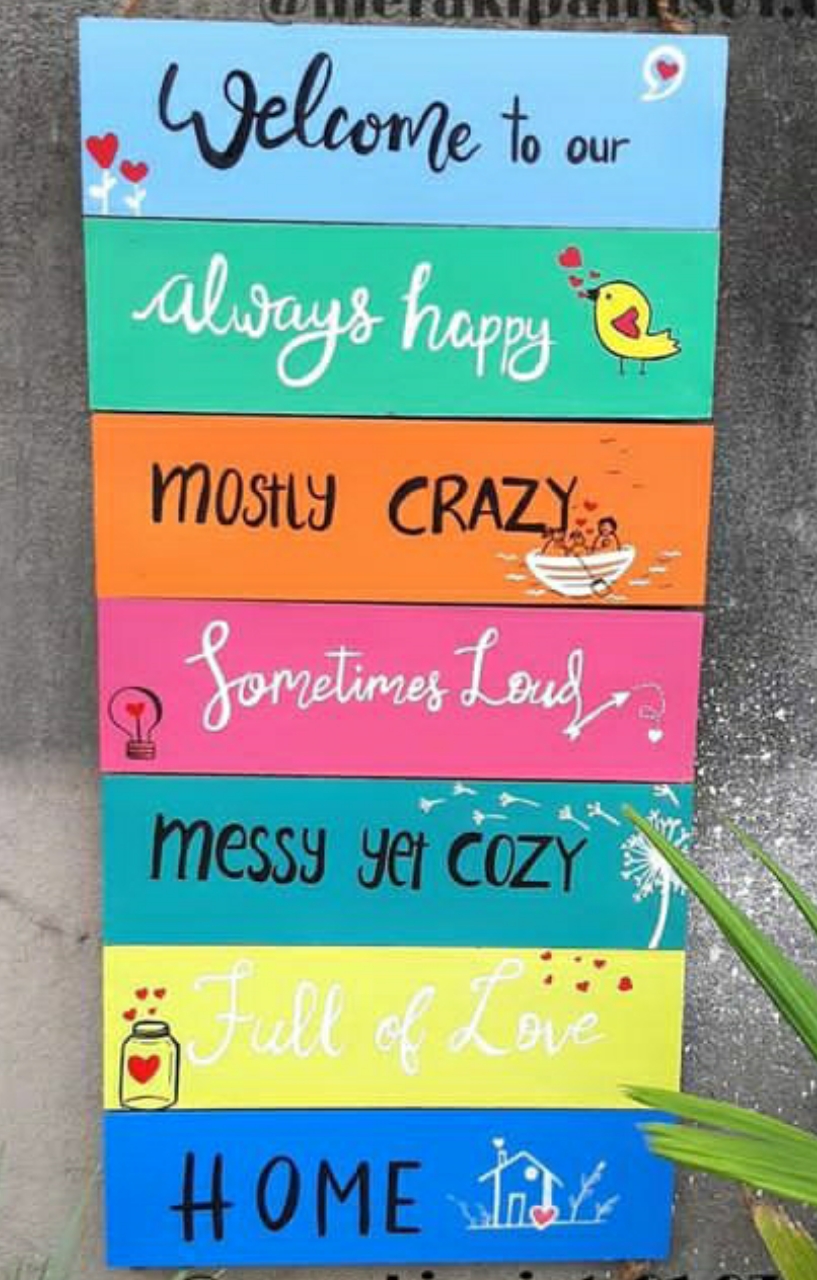 Welcome to our
always happy
mostly CRAZY
Sometimes Loud
messy yet COZY
Full of Love
HOME